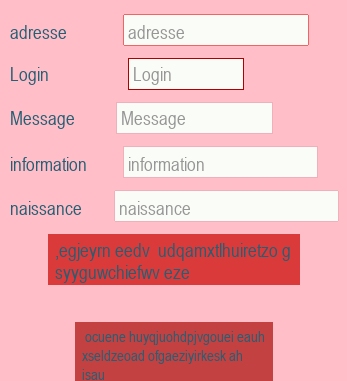 adresse adresse
Login Login
Message Message
information information
naissance naissance
,egjeym eedv udqamxtlhuiretzo g
syyguwchiefwv eze
ocuene huyqjuohdpjvgouei eauh
xseldzeoad olgaeziyirkesk ah
isau